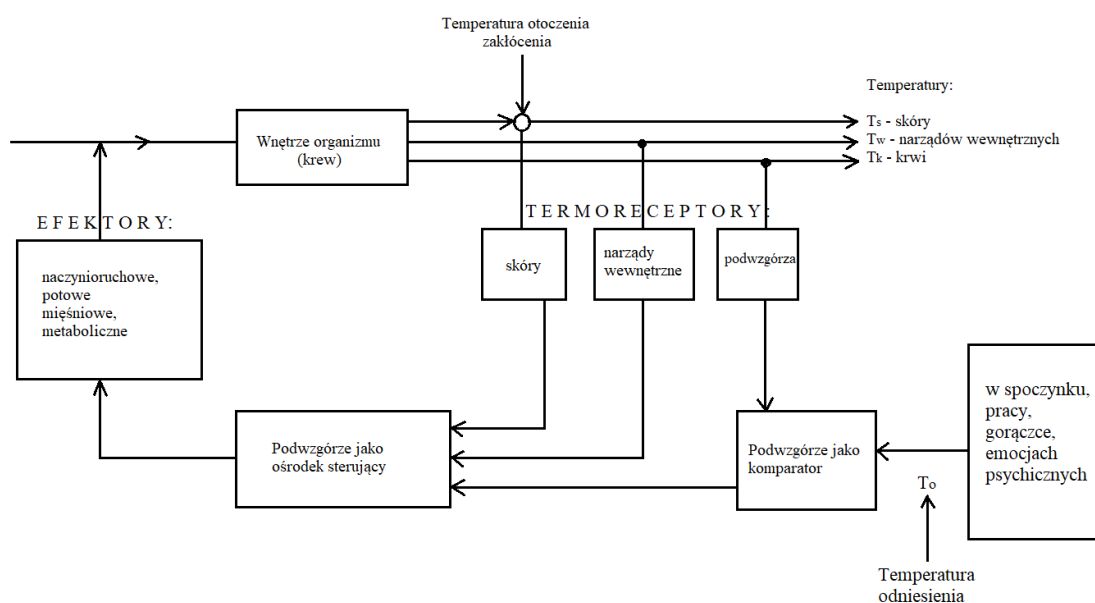 Temperatura otoczenia
zakłócenia
Temperatury:
Ts - skóry
Tw - narządów wewnętrznych
Tk - krwi
Wnętrze organizmu
(krew)
EFEKTORY:
TERMORECEPTORY:
naczynioruchowe,
potowe
mięśniowe,
metaboliczne
skóry
narządy
wewnętrzne
podwzgórza
Podwzgórze jako
ośrodek sterujący
Podwzgórze jako
komparator
w spoczynku,
pracy,
gorączce,
emocjach
psychicznych
To
Temperatura
odniesienia